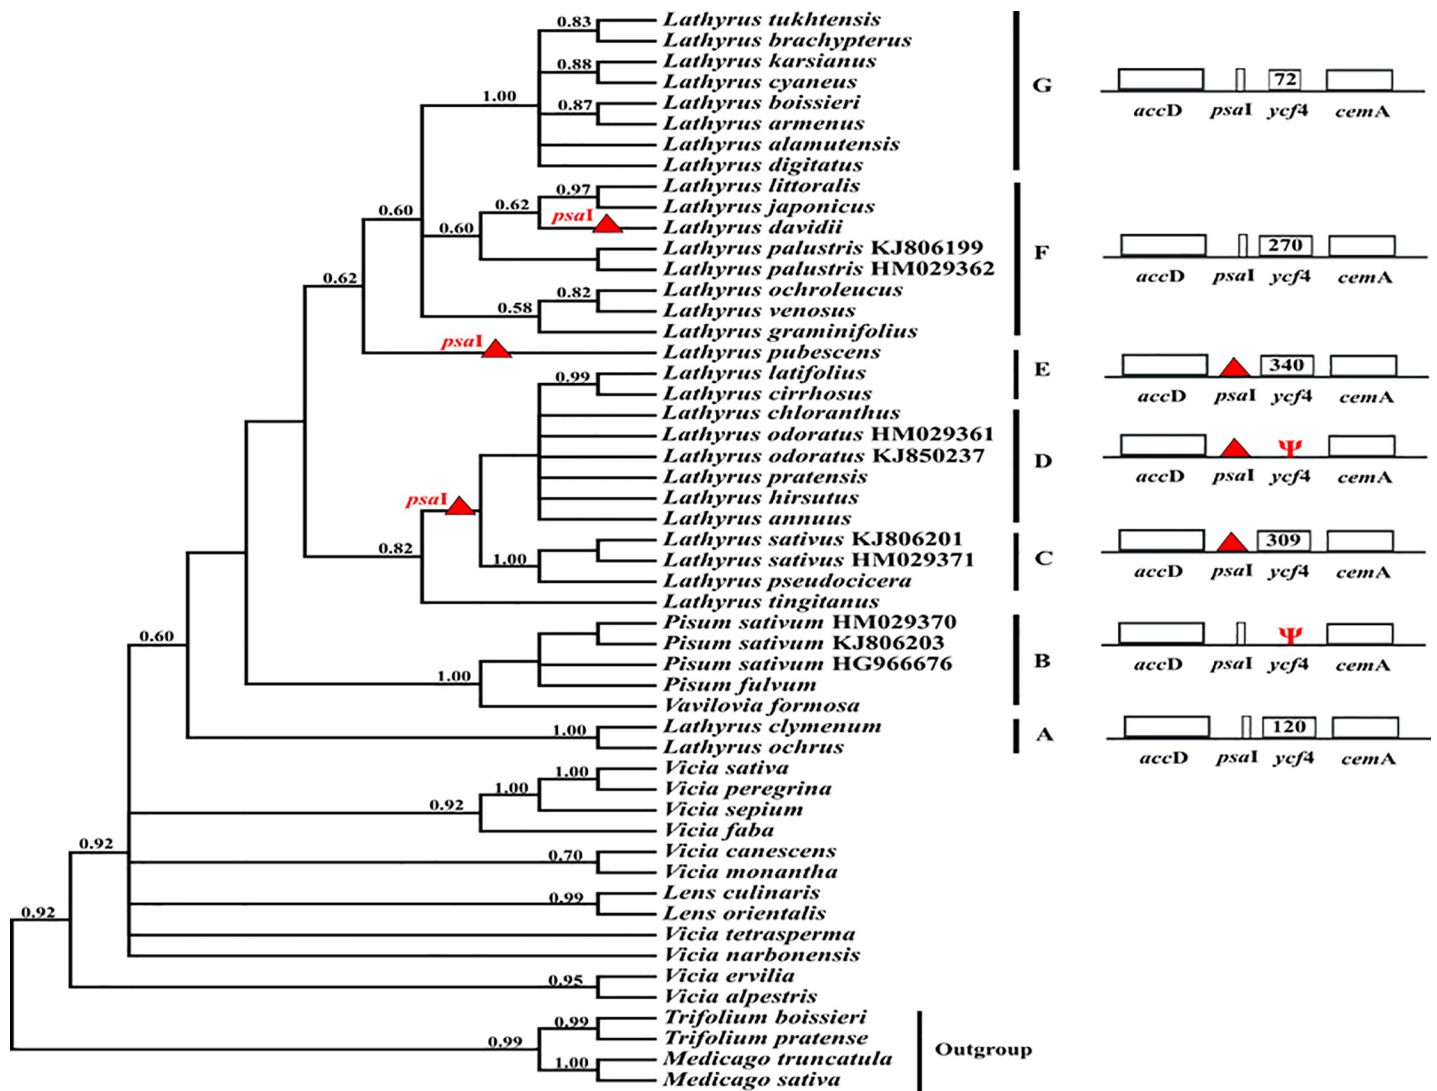 0.83
Lathyrus tukhtensis
Lathyrus brachypterus
0.88
Lathyrus karsianus
Lathyrus cyaneus
1.00
0.87
Lathyrus boissieri
Lathyrus armenus
Lathyrus alamutensis
Lathyrus digitatus
G
72
accD psaI ycf4 cemA
0.60
0.97
Lathyrus littoralis
0.62
Lathyrus japonicus
psaI
Lathyrus davidii
0.60
Lathyrus palustris KJ806199
Lathyrus palustris HM029362
0.62
0.82
Lathyrus ochroleucus
0.58
Lathyrus venosus
Lathyrus graminifolius
F
270
accD psaI ycf4 cemA
psaI
Lathyrus pubescens
0.99
Lathyrus latifolius
Lathyrus cirrhosus
E
340
accD psaI ycf4 cemA
Lathyrus chloranthus
Lathyrus odoratus HM029361
Lathyrus odoratus KJ850237
Lathyrus pratensis
Lathyrus hirsutus
Lathyrus annuus
D
Ψ
accD psaI ycf4 cemA
psaI
0.82
Lathyrus sativus KJ806201
1.00
Lathyrus sativus HM029371
Lathyrus pseudocicera
C
309
accD psaI ycf4 cemA
Lathyrus tingitanus
0.60
Pisum sativum HM029370
Pisum sativum KJ806203
Pisum sativum HG966676
1.00
Pisum fulvum
Vavilovia formosa
B
Ψ
accD psaI ycf4 cemA
1.00
Lathyrus clymenum
Lathyrus ochrus
A
120
accD psaI ycf4 cemA
1.00
Vicia sativa
1.00
Vicia peregrina
0.92
Vicia sepium
Vicia faba
0.92
0.70
Vicia canescens
Vicia monantha
0.99
Lens culinaris
Lens orientalis
0.92
Vicia tetrasperma
Vicia narbonensis
0.95
Vicia ervilia
Vicia alpestris
0.99
0.99
Trifolium boissieri
Trifolium pratense
1.00
Medicago truncatula
Medicago sativa
Outgroup